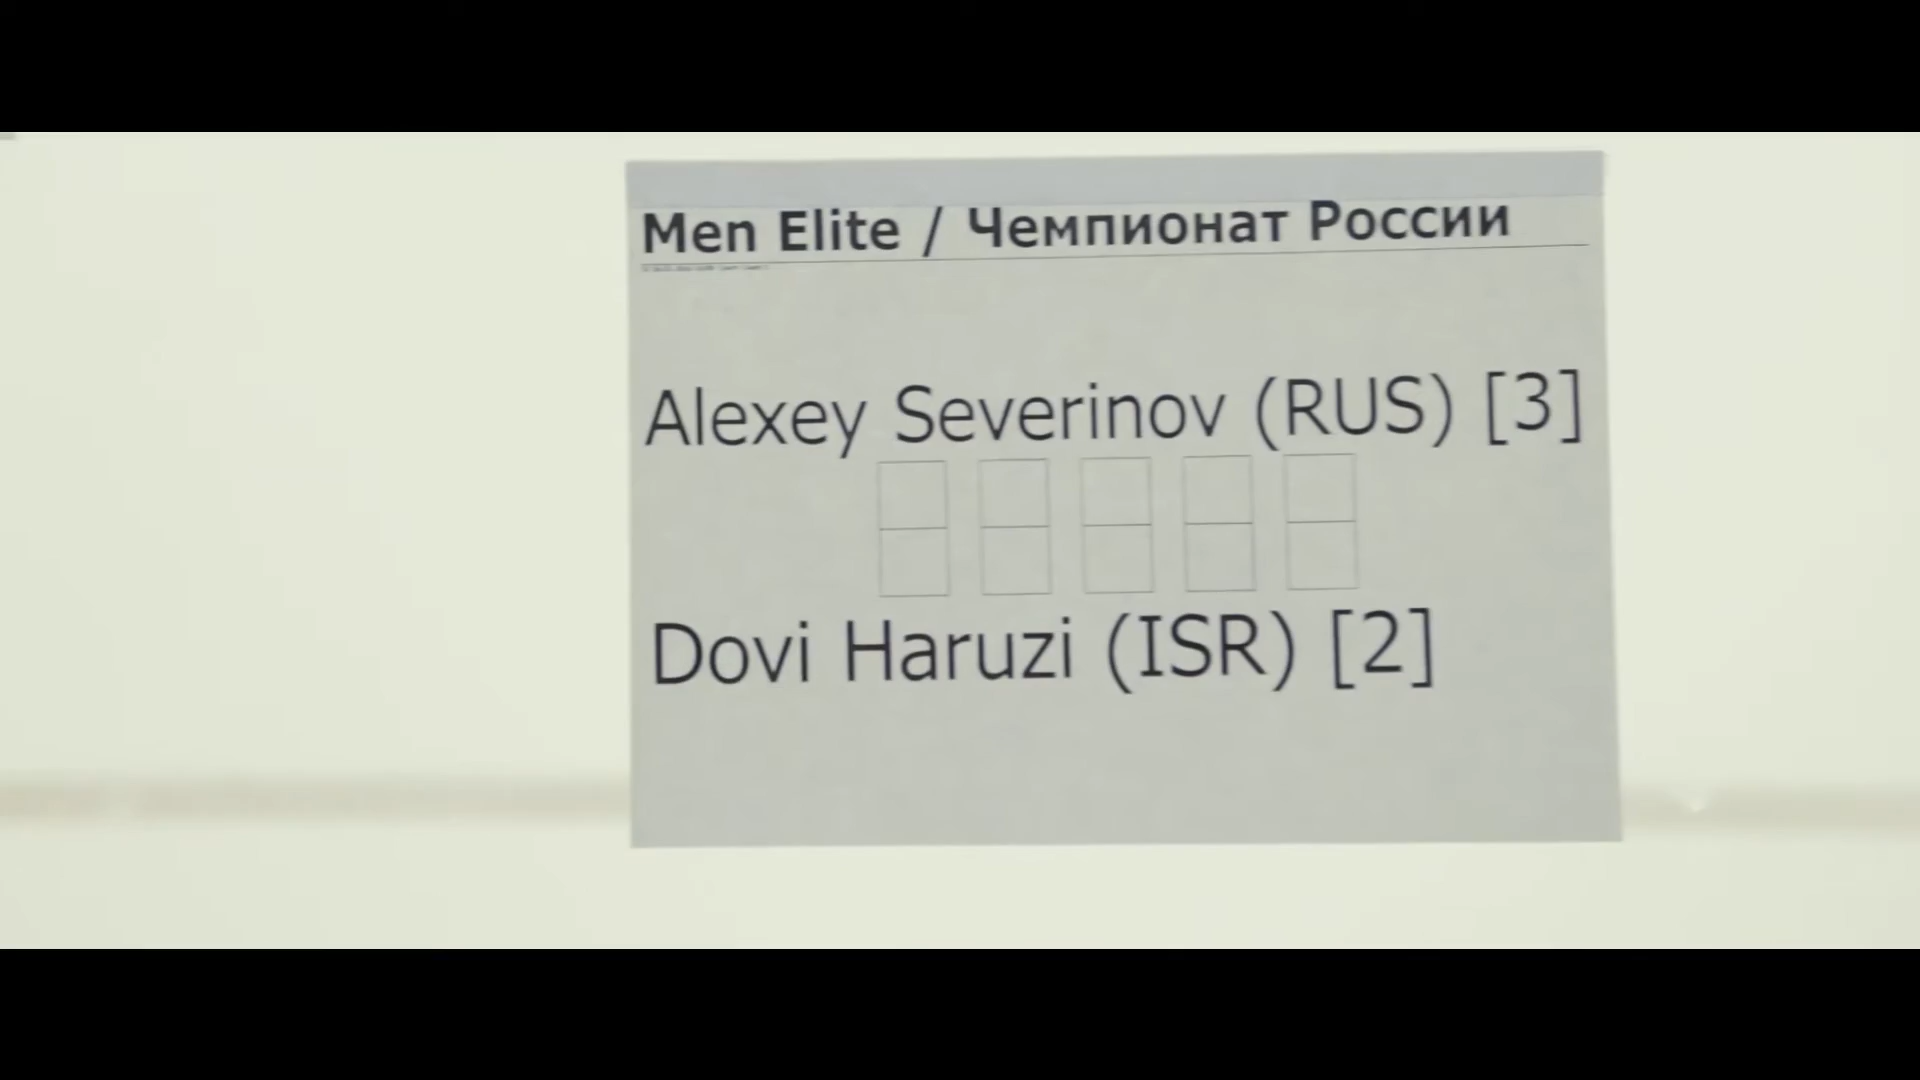 Men Elite / Чемпионат России
Alexey Severinov (RUS) [3]
Dovi Haruzi (ISR) [2]